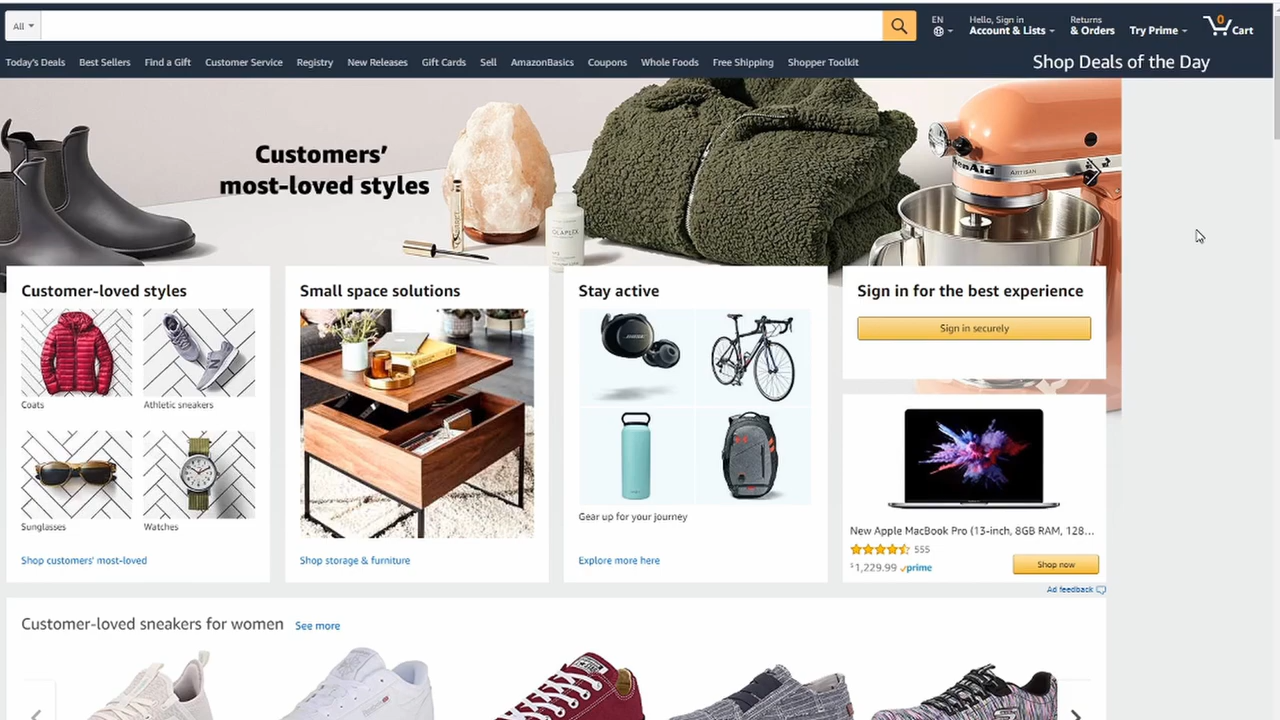 All
EN
Hello, Sign in
Account & Lists
Returns
& Orders
Try Prime
0
Cart
Today's Deals
Best Sellers
Find a Gift
Customer Service
Registry
New Releases
Gift Cards
Sell
AmazonBasics
Coupons
Whole Foods
Free Shipping
Shopper Toolkit
Shop Deals of the Day
Customers'
most-loved styles
OLAPLEX
ARTISAN
Customer-loved styles
Coats
Athletic sneakers
Sunglasses
Watches
Shop customers' most-loved
Small space solutions
Shop storage & furniture
Stay active
BOSE
Gear up for your journey
Explore more here
Sign in for the best experience
Sign in securely
New Apple MacBook Pro (13-inch, 8GB RAM, 128...
555
$1,229.99 prime
Shop now
Ad feedback
Customer-loved sneakers for women
See more